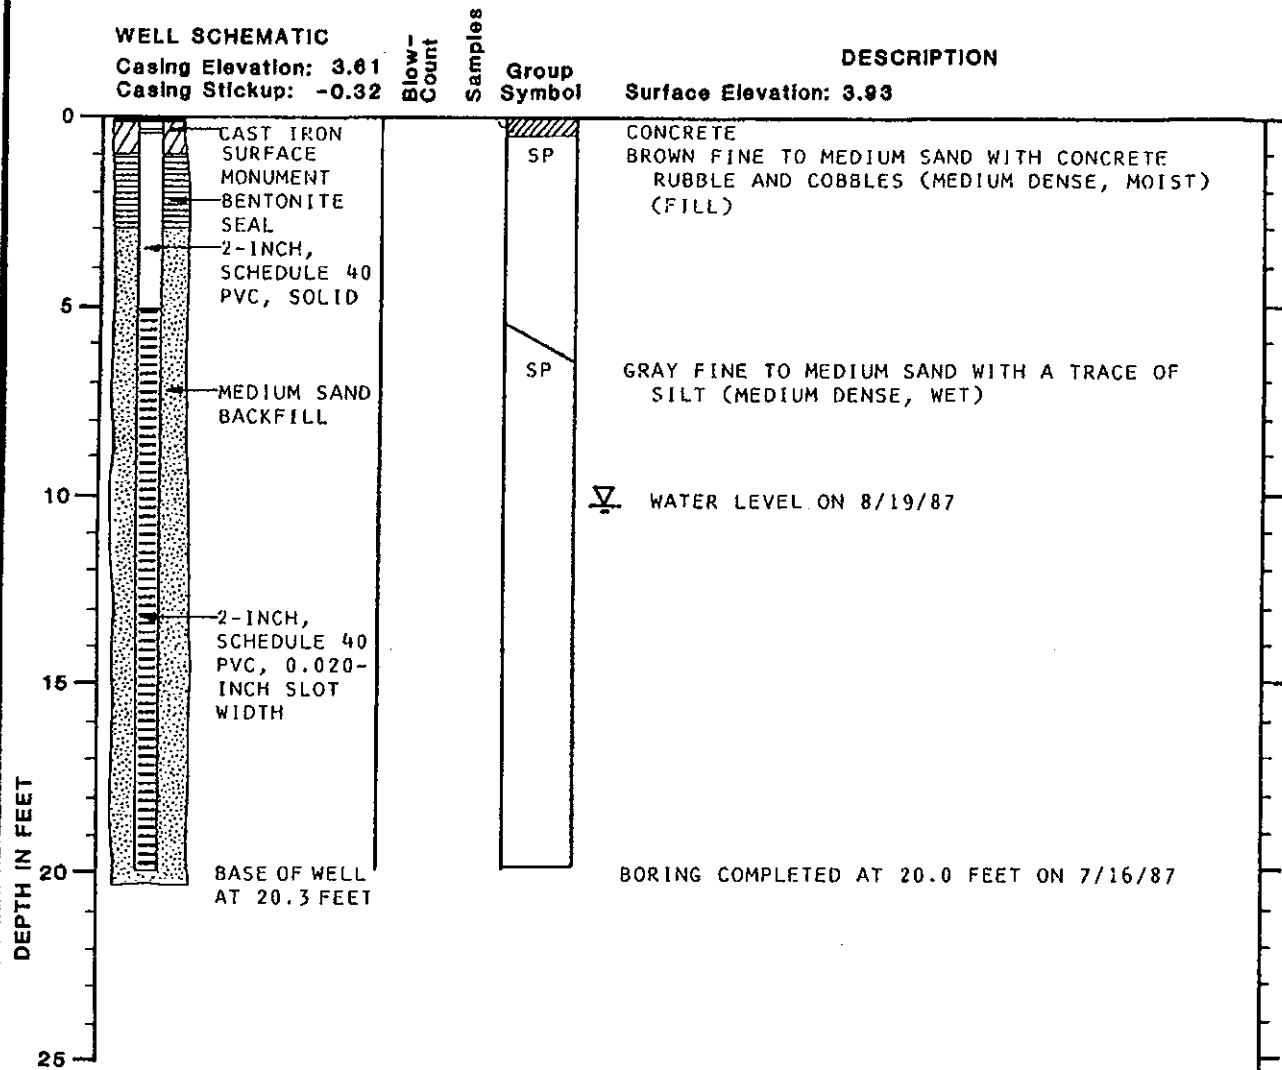 WELL SCHEMATIC
Casing Elevation: 3.61
Casing Stickup: -0.32
Blow-
Count
Samples
Group
Symbol
DESCRIPTION
Surface Elevation: 3.93
0
5
10
15
20
25
DEPTH IN FEET
CAST IRON
SURFACE
MONUMENT
BENTONITE
SEAL
2-INCH,
SCHEDULE 40
PVC, SOLID
MEDIUM SAND
BACKFILL
2-INCH,
SCHEDULE 40
PVC, 0.020-
INCH SLOT
WIDTH
BASE OF WELL
AT 20.3 FEET
SP
SP
CONCRETE
BROWN FINE TO MEDIUM SAND WITH CONCRETE
RUBBLE AND COBBLES (MEDIUM DENSE, MOIST)
(FILL)
GRAY FINE TO MEDIUM SAND WITH A TRACE OF
SILT (MEDIUM DENSE, WET)
WATER LEVEL ON 8/19/87
BORING COMPLETED AT 20.0 FEET ON 7/16/87